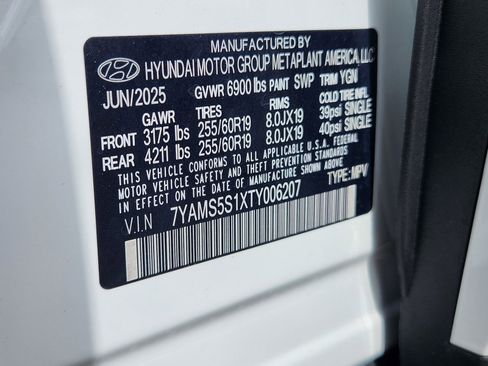 MANUFACTURED BY
HYUNDAI MOTOR GROUP METAPLANT AMERICA, LLC
JUN/2025 GVWR 6900 lbs PAINT SWP TRIM YGN
GAWR TIRES RIMS COLD TIRE INFL
FRONT 3175 lbs 255/60R19 8.0JX19 39psi SINGLE
REAR 4211 lbs 255/60R19 8.0JX19 40psi SINGLE
THIS VEHICLE CONFORMS TO ALL APPLICABLE U.S.A. FEDERAL
MOTOR VEHICLE SAFETY AND THEFT PREVENTION STANDARDS
IN EFFECT ON THE DATE OF MANUFACTURE SHOWN ABOVE.
V.I.N 7YAMS5S1XTY006207 TYPE: MPV